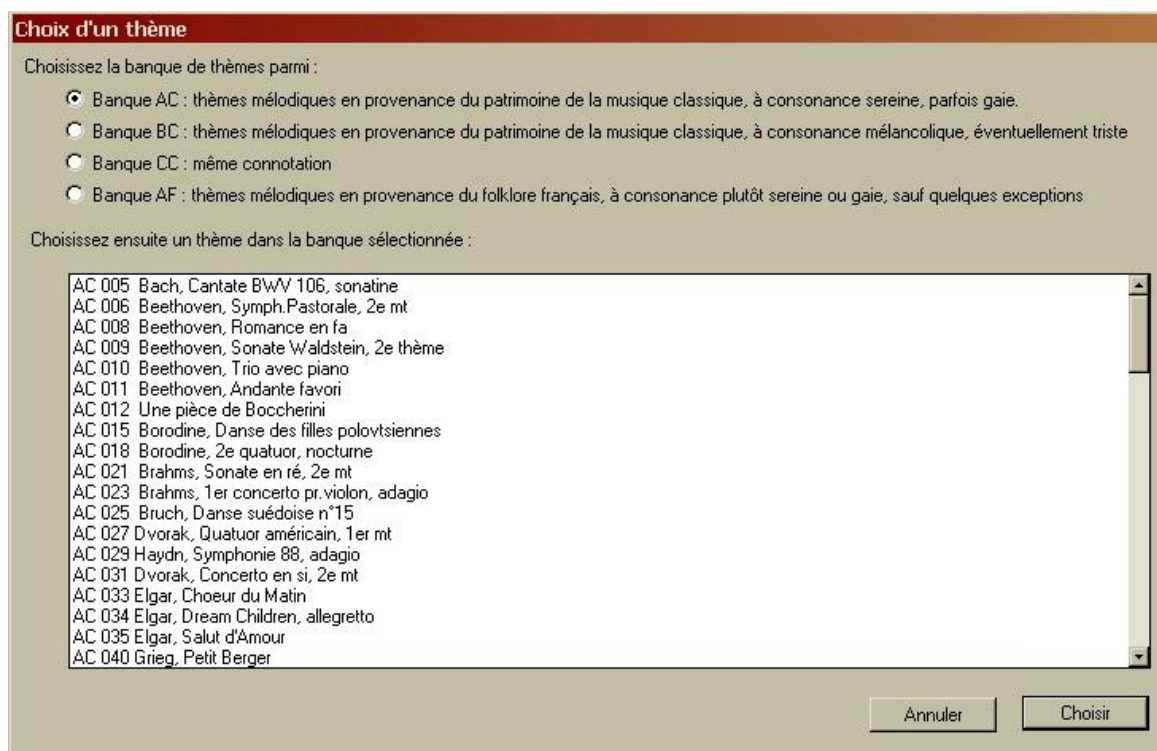 Choix d'un thème
Choisissez la banque de thèmes parmi :
Banque AC : thèmes mélodiques en provenance du patrimoine de la musique classique, à consonance sereine, parfois gaie.
Banque BC : thèmes mélodiques en provenance du patrimoine de la musique classique, à consonance mélancolique, éventuellement triste
Banque CC : même connotation
Banque AF : thèmes mélodiques en provenance du folklore français, à consonance plutôt sereine ou gaie, sauf quelques exceptions
Choisissez ensuite un thème dans la banque sélectionnée :
AC 005 Bach, Cantate BWV 106, sonatine
AC 006 Beethoven, Symph.Pastorale, 2e mt
AC 008 Beethoven, Romance en fa
AC 009 Beethoven, Sonate Waldstein, 2e thème
AC 010 Beethoven, Trio avec piano
AC 011 Beethoven, Andante favori
AC 012 Une pièce de Boccherini
AC 015 Borodine, Danse des filles polovtsiennes
AC 018 Borodine, 2e quatuor, nocturne
AC 021 Brahms, Sonate en ré, 2e mt
AC 023 Brahms, 1er concerto pr.violon, adagio
AC 025 Bruch, Danse suédoise n°15
AC 027 Dvorak, Quatuor américain, 1er mt
AC 029 Haydn, Symphonie 88, adagio
AC 031 Dvorak, Concerto en si, 2e mt
AC 033 Elgar, Choeur du Matin
AC 034 Elgar, Dream Children, allegretto
AC 035 Elgar, Salut d'Amour
AC 040 Grieg, Petit Berger
Annuler Choisir